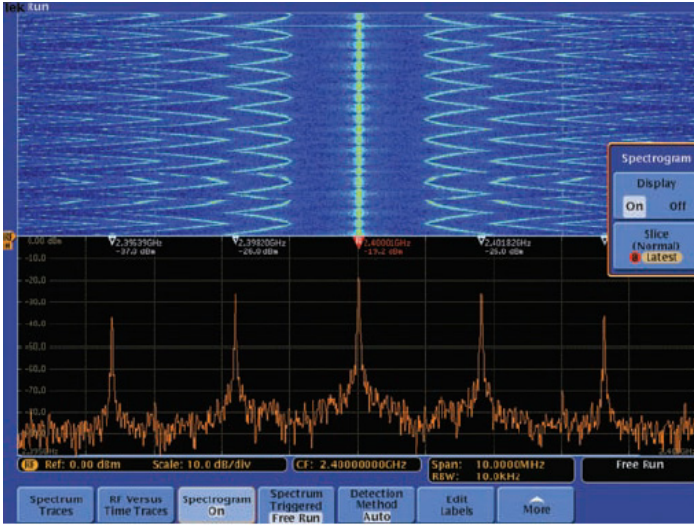 Tek Run
Spectrogram
Display
On Off
Slice
(Normal)
R Latest
0.00 dBm
2.39639GHz
-37.0 dBm
2.39820GHz
-26.0 dBm
R
2.40001GHz
-19.2 dBm
2.40182GHz
-25.0 dBm
-10.0
-20.0
-30.0
-40.0
-50.0
-60.0
-70.0
-80.0
RF Ref: 0.00 dBm Scale: 10.0 dB/div
CF: 2.40000000GHz
Span: 10.0000MHz
RBW: 10.0kHz
Free Run
Spectrum
Traces
RF Versus
Time Traces
Spectrogram
On
Spectrum
Triggered
Free Run
Detection
Method
Auto
Edit
Labels
More